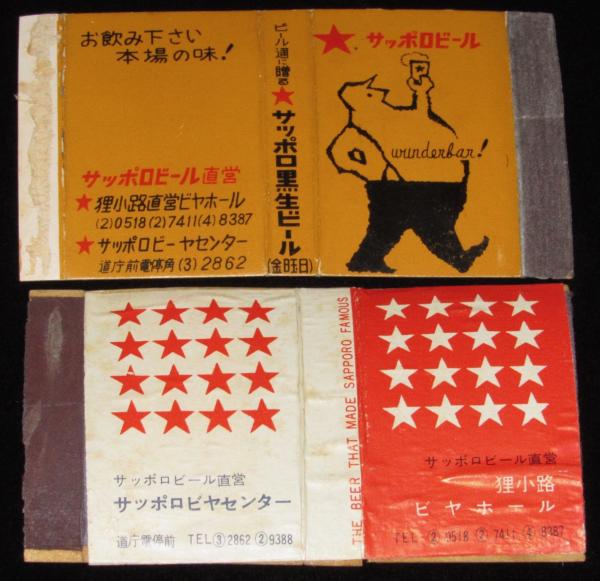 お飲み下さい
本場の味!
サッポロビール直営
★狸小路直営ビヤホール
(2)0518(2)7411(4)8387
★サッポロビーヤセンター
道庁前電停角(3)2862
ビール通に贈る
★サッポロ黒生ビール
(金曜日)
★サッポロビール
wunderbar!
サッポロビール直営
サッポロビヤセンター
道庁電停前 TEL③2862②9388
THE BEER THAT MADE SAPPORO FAMOUS
サッポロビール直営
狸小路
ビヤホール
TEL②0518②7411④8387